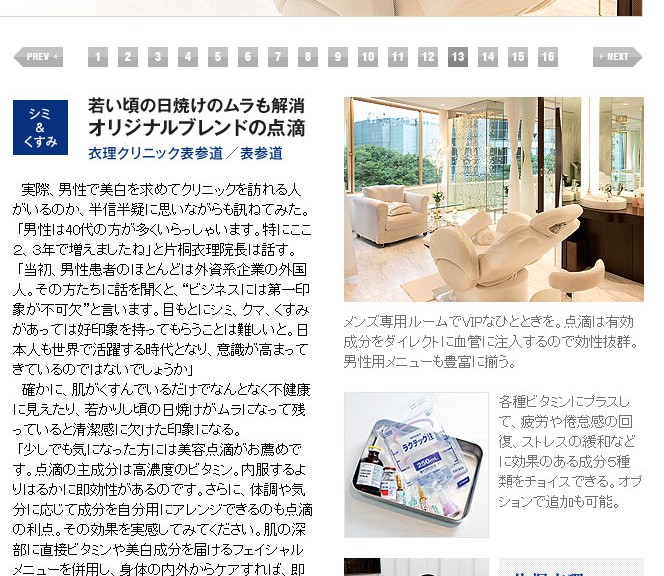 PREV
1 2 3 4 5 6 7 8 9 10 11 12 13 14 15 16
NEXT
シミ
&
くすみ
若い頃の日焼けのムラも解消
オリジナルブレンドの点滴
衣理クリニック表参道／表参道
実際、男性で美白を求めてクリニックを訪れる人
がいるのか、半信半疑に思いながらも訊ねてみた。
「男性は40代の方が多くいらっしゃいます。特にここ
2、3年で増えましたね」と片桐衣理院長は話す。
「当初、男性患者のほとんどは外資系企業の外国
人。その方たちに話を聞くと、“ビジネスには第一印
象が不可欠”と言います。目もとにシミ、クマ、くすみ
があっては好印象を持ってもらうことは難しいと。日
本人も世界で活躍する時代となり、意識が高まって
きているのではないでしょうか」
確かに、肌がくすんでいるだけでなんとなく不健康
に見えたり、若かりし頃の日焼けがムラになって残
っていると清潔感に欠けた印象になる。
「少しでも気になった方には美容点滴がお薦めで
す。点滴の主成分は高濃度のビタミン。内服するよ
りはるかに即効性があるのです。さらに、体調や気
分に応じて成分を自分用にアレンジできるのも点滴
の利点。その効果を実感してみてください。肌の深
部に直接ビタミンや美白成分を届けるフェイシャル
メニューを併用し、身体の内外からケアすれば、即
メンズ専用ルームでVIPなひとときを。点滴は有効
成分をダイレクトに血管に注入するので効性抜群。
男性用メニューも豊富に揃う。
ラクテック注
250mL
各種ビタミンにプラスし
て、疲労や倦怠感の回
復、ストレスの緩和など
に効果のある成分5種
類をチョイスできる。オプ
ションで追加も可能。